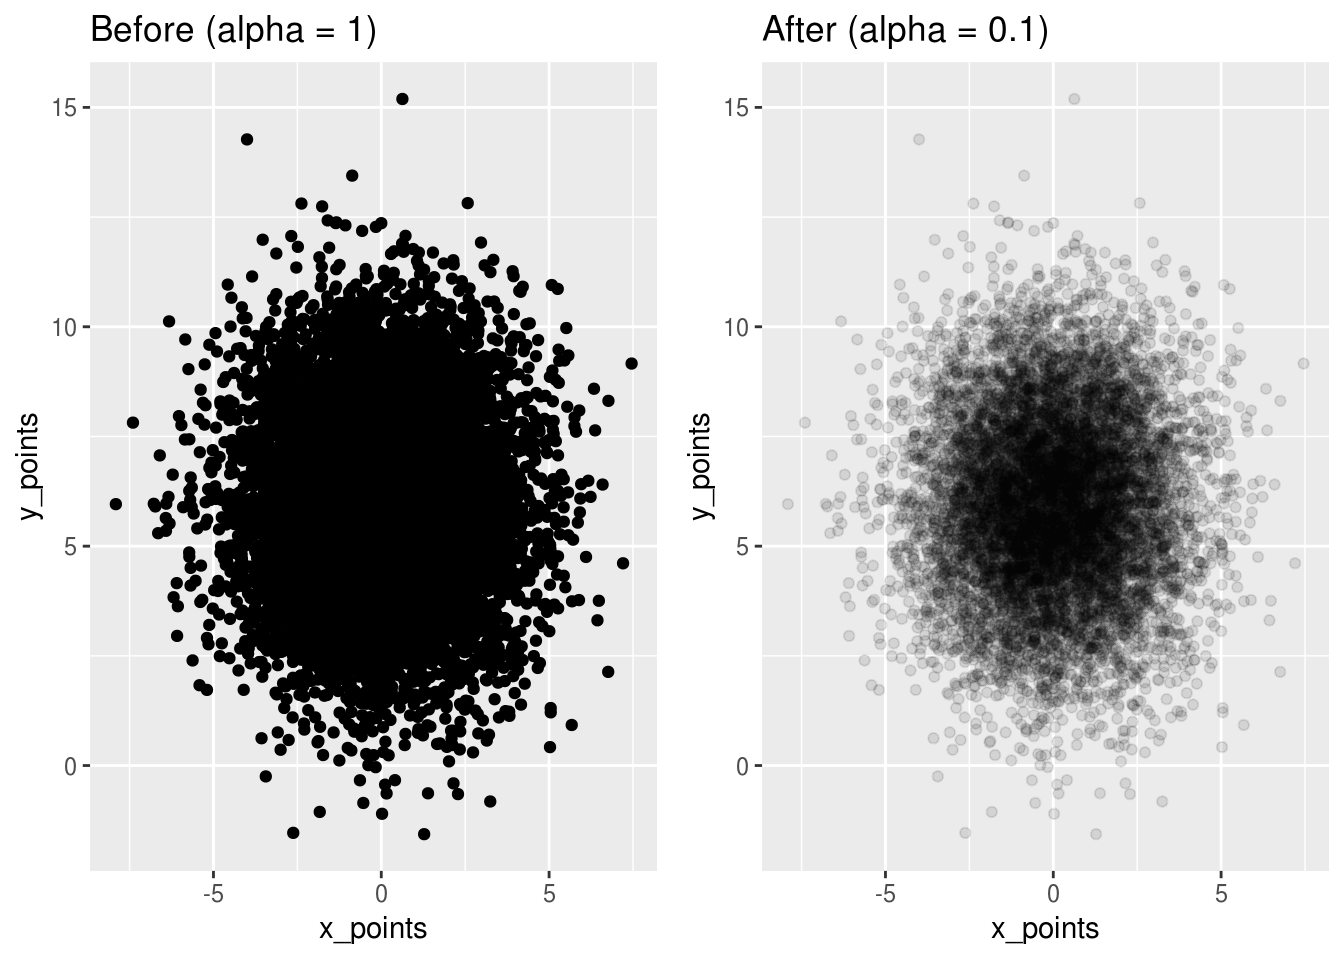 Before (alpha = 1)
15
10
5
0
y_points
-5 0 5
x_points
After (alpha = 0.1)
15
10
5
0
y_points
-5 0 5
x_points